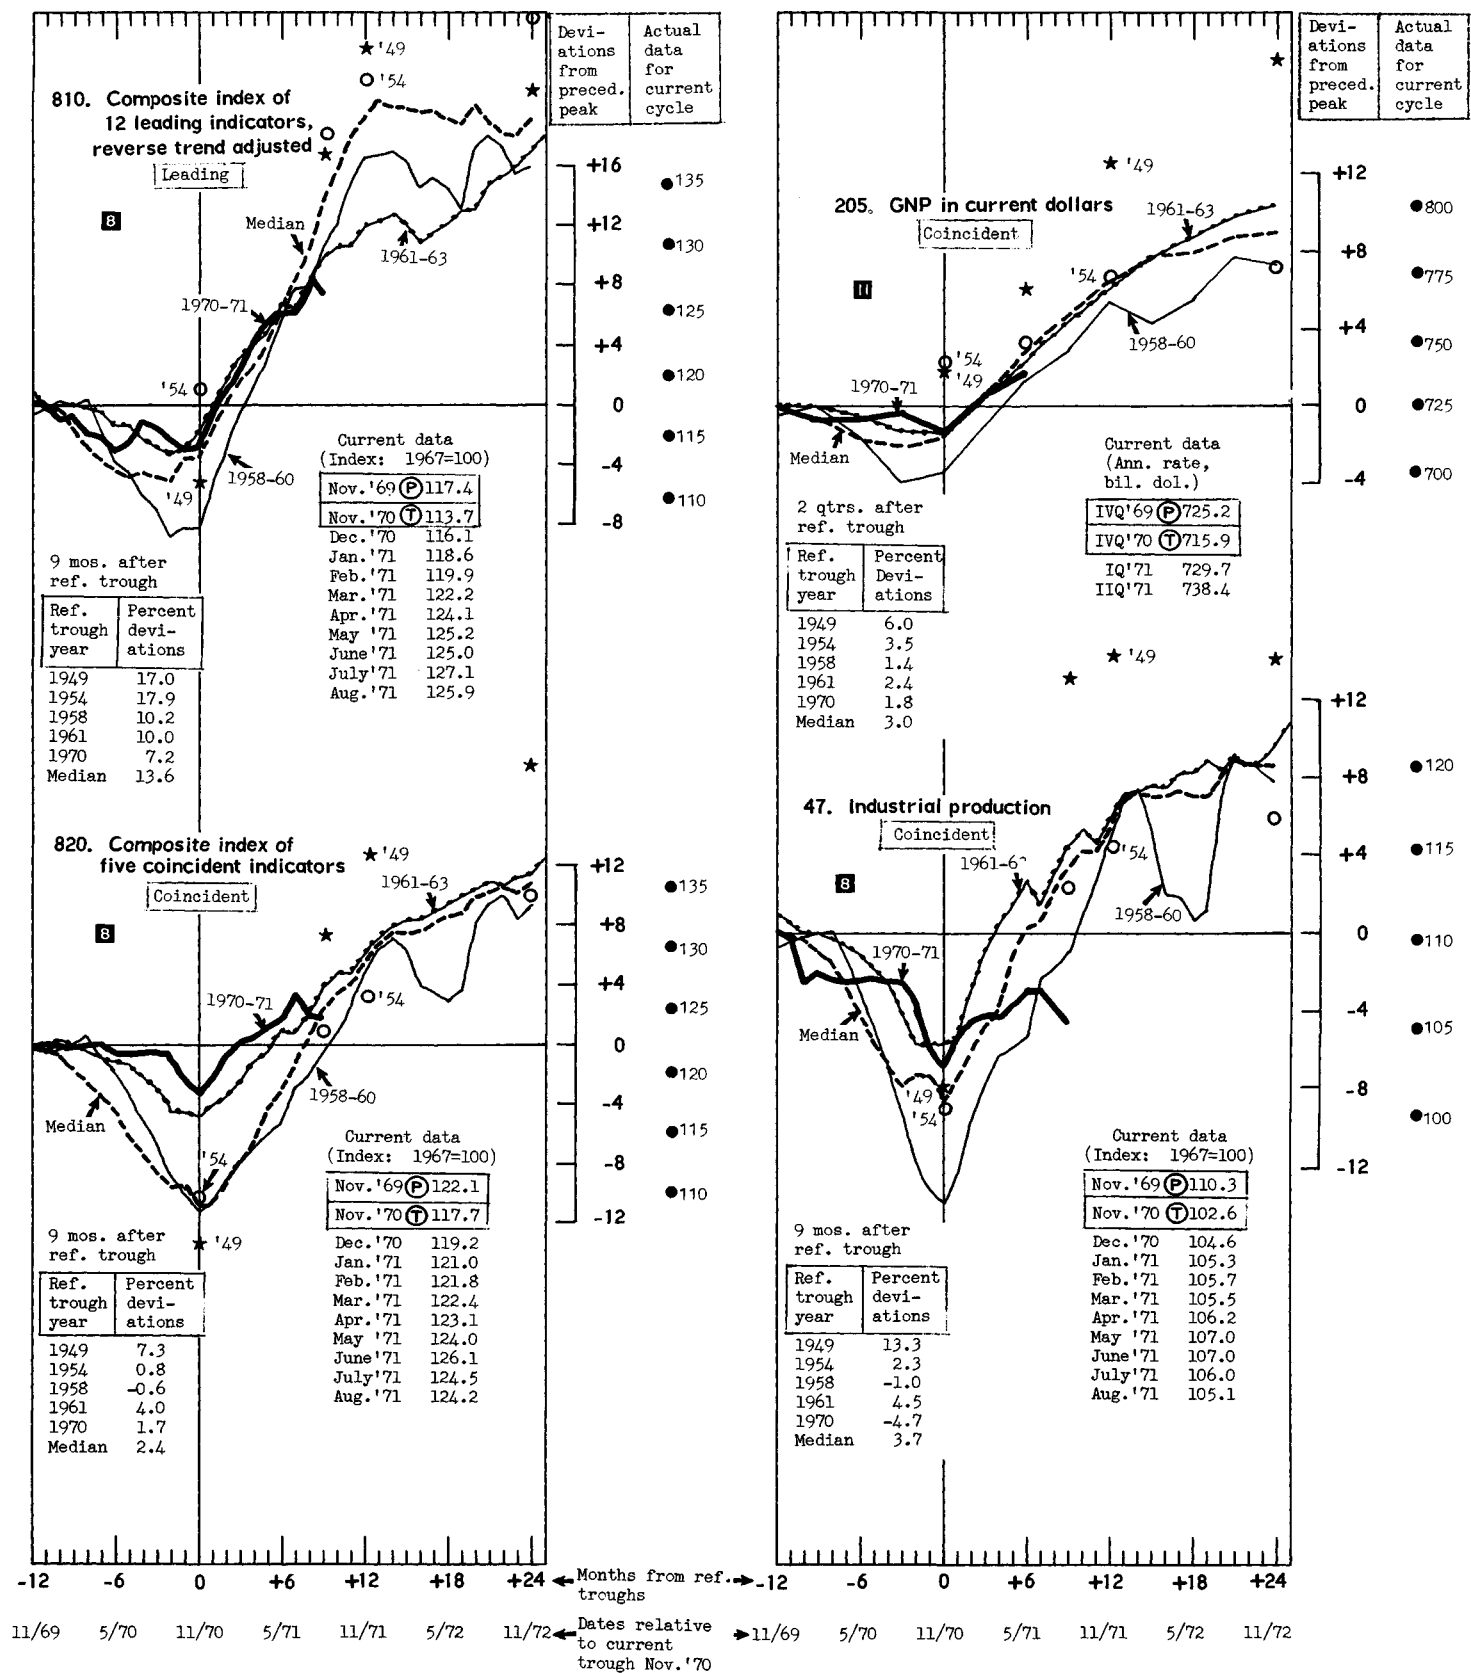 Devi-
ations
from
preced.
peak
Actual
data
for
current
cycle
810. Composite index of
12 leading indicators,
reverse trend adjusted
Leading
8
★ '49
'54
Median
1961-63
1970-71
'54
'49
1958-60
+16
+12
+8
+4
0
-4
-8
135
130
125
120
115
110
Current data
(Index: 1967=100)
Nov.'69 Ⓟ 117.4
Nov.'70 Ⓣ 113.7
Dec.'70 116.1
Jan.'71 118.6
Feb.'71 119.9
Mar.'71 122.2
Apr.'71 124.1
May '71 125.2
June'71 125.0
July'71 127.1
Aug.'71 125.9
9 mos. after
ref. trough
Ref. Percent
trough devi-
year ations
1949 17.0
1954 17.9
1958 10.2
1961 10.0
1970 7.2
Median 13.6
820. Composite index of
five coincident indicators
Coincident
8
★ '49
1961-63
1970-71
'54
1958-60
Median
'54
★ '49
+12
+8
+4
0
-4
-8
-12
135
130
125
120
115
110
Current data
(Index: 1967=100)
Nov.'69 Ⓟ 122.1
Nov.'70 Ⓣ 117.7
Dec.'70 119.2
Jan.'71 121.0
Feb.'71 121.8
Mar.'71 122.4
Apr.'71 123.1
May '71 124.0
June'71 126.1
July'71 124.5
Aug.'71 124.2
9 mos. after
ref. trough
Ref. Percent
trough devi-
year ations
1949 7.3
1954 0.8
1958 -0.6
1961 4.0
1970 1.7
Median 2.4
Devi-
ations
from
preced.
peak
Actual
data
for
current
cycle
205. GNP in current dollars
Coincident
II
★ '49
1961-63
'54
1958-60
'54
'49
1970-71
Median
+12
+8
+4
0
-4
800
775
750
725
700
Current data
(Ann. rate,
bil. dol.)
IVQ'69 Ⓟ 725.2
IVQ'70 Ⓣ 715.9
IQ'71 729.7
IIQ'71 738.4
2 qtrs. after
ref. trough
Ref. Percent
trough Devi-
year ations
1949 6.0
1954 3.5
1958 1.4
1961 2.4
1970 1.8
Median 3.0
47. Industrial production
Coincident
8
★ '49
'54
1958-60
1970-71
Median
'49
'54
+12
+8
+4
0
-4
-8
-12
120
115
110
105
100
Current data
(Index: 1967=100)
Nov.'69 Ⓟ 110.3
Nov.'70 Ⓣ 102.6
Dec.'70 104.6
Jan.'71 105.3
Feb.'71 105.7
Mar.'71 105.5
Apr.'71 106.2
May '71 107.0
June'71 107.0
July'71 106.0
Aug.'71 105.1
9 mos. after
ref. trough
Ref. Percent
trough devi-
year ations
1949 13.3
1954 2.3
1958 -1.0
1961 4.5
1970 -4.7
Median 3.7
-12 -6 0 +6 +12 +18 +24
Months from ref.
troughs
-12 -6 0 +6 +12 +18 +24
11/69 5/70 11/70 5/71 11/71 5/72 11/72
Dates relative
to current
trough Nov.'70
11/69 5/70 11/70 5/71 11/71 5/72 11/72